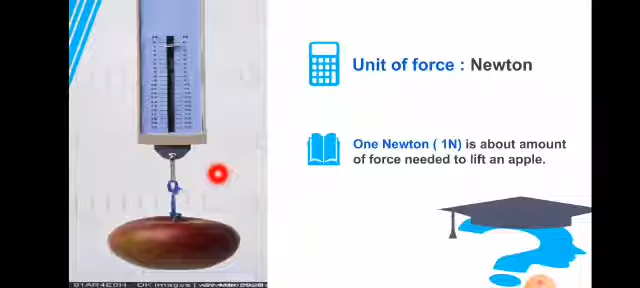 Unit of force : Newton
One Newton ( 1N) is about amount
of force needed to lift an apple.